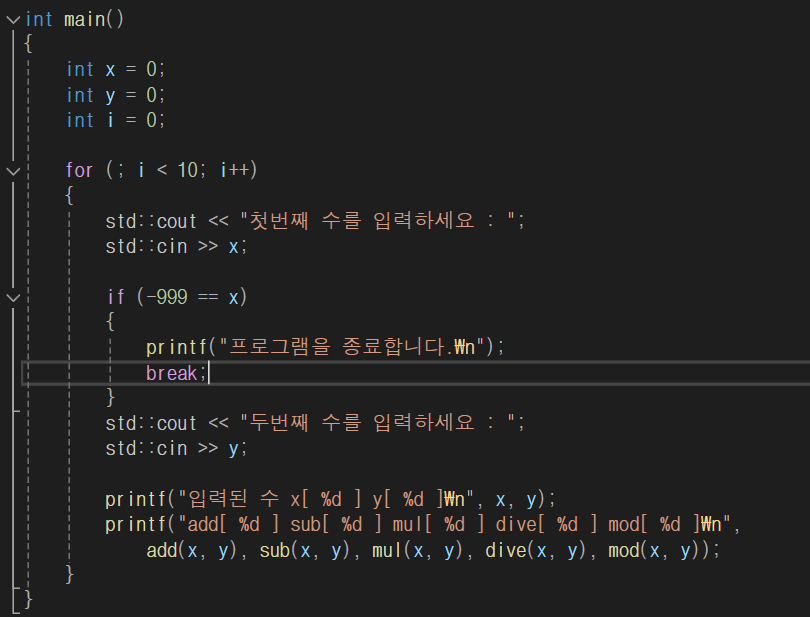 int main()
{
    int x = 0;
    int y = 0;
    int i = 0;

    for (; i < 10; i++)
    {
        std::cout << "첫번째 수를 입력하세요 : ";
        std::cin >> x;

        if (-999 == x)
        {
            printf("프로그램을 종료합니다.₩n");
            break;
        }
        std::cout << "두번째 수를 입력하세요 : ";
        std::cin >> y;

        printf("입력된 수 x[ %d ] y[ %d ]₩n", x, y);
        printf("add[ %d ] sub[ %d ] mul[ %d ] dive[ %d ] mod[ %d ]₩n",
            add(x, y), sub(x, y), mul(x, y), dive(x, y), mod(x, y));
    }
}